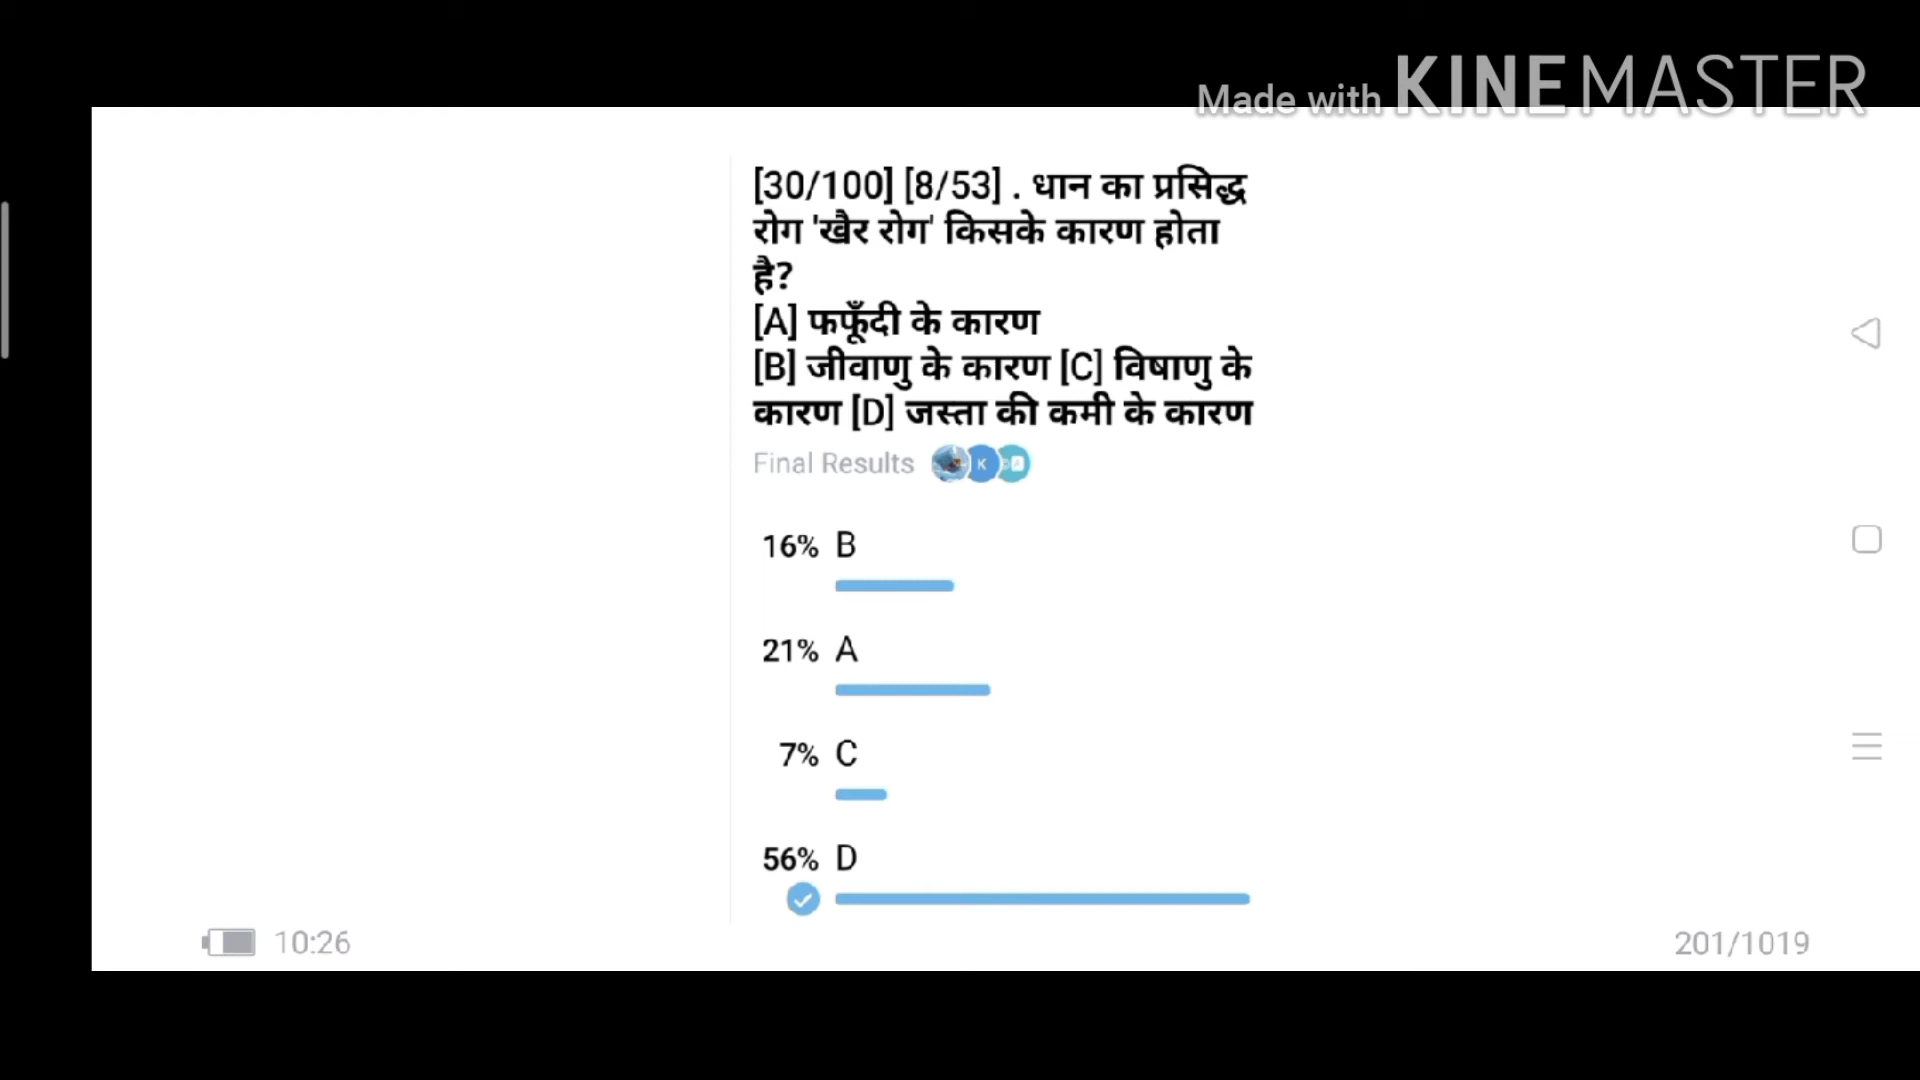 Made with KINEMASTER
[30/100] [8/53] . धान का प्रसिद्ध
रोग 'खैर रोग' किसके कारण होता
है?
[A] फफूँदी के कारण
[B] जीवाणु के कारण [C] विषाणु के
कारण [D] जस्ता की कमी के कारण
Final Results
16% B
21% A
7% C
56% D
10:26
201/1019